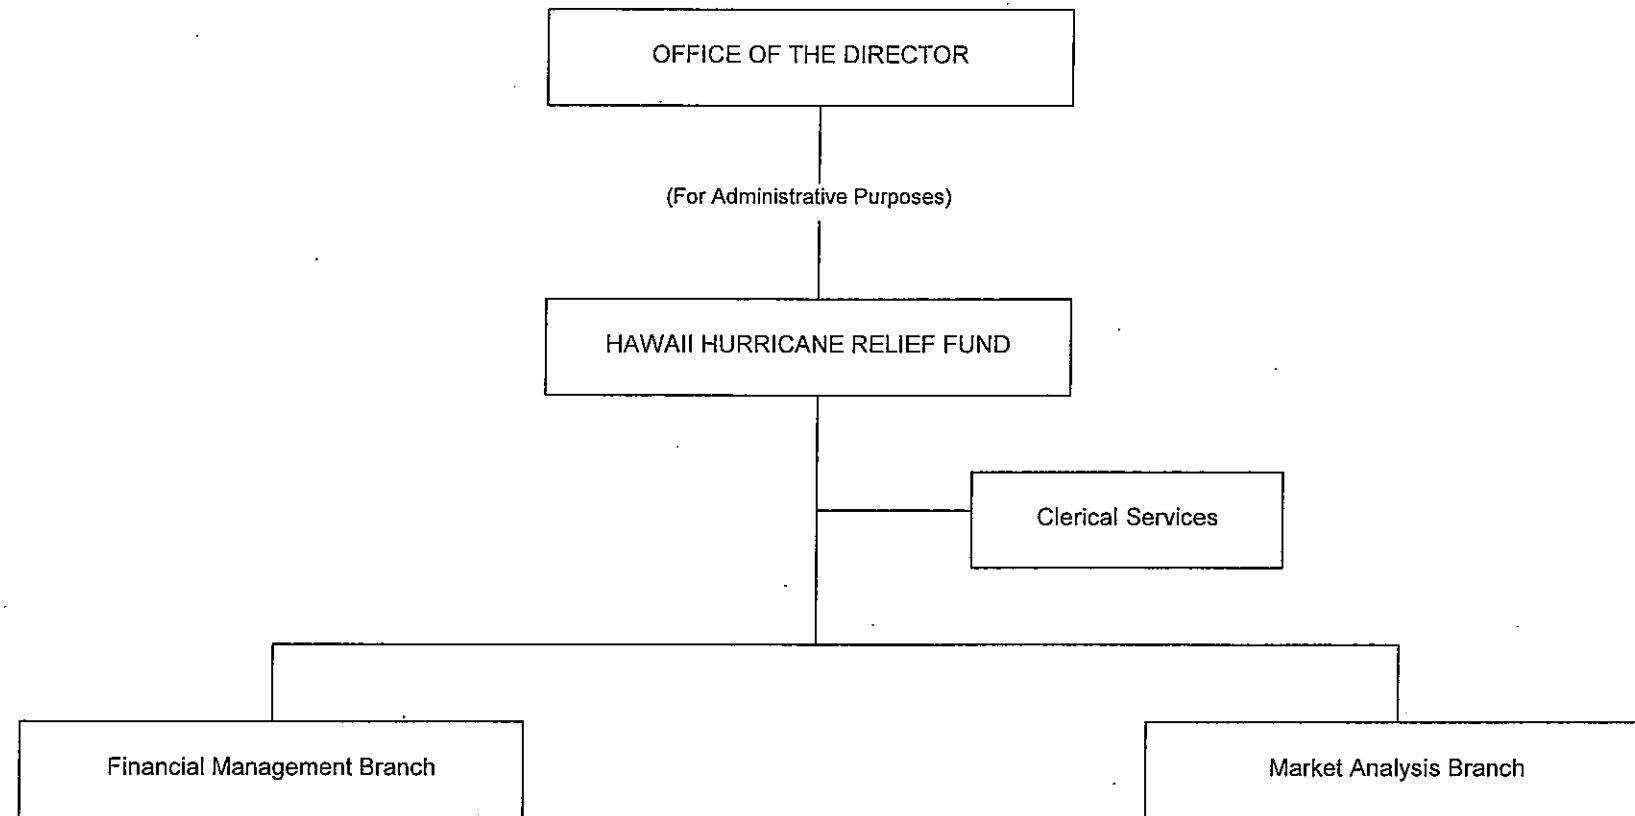 OFFICE OF THE DIRECTOR
(For Administrative Purposes)
HAWAII HURRICANE RELIEF FUND
Clerical Services
Financial Management Branch
Market Analysis Branch